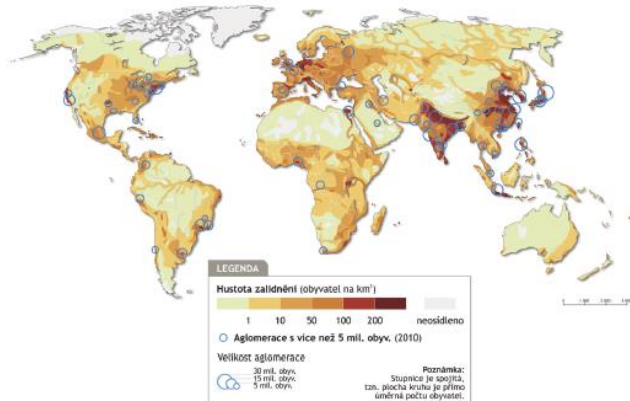 LEGENDA
Hustota zalidnění (obyvatel na km²)
1 10 50 100 200 neosídleno
Aglomerace s více než 5 mil. obyv. (2010)
Velikost aglomerace
30 mil. obyv.
15 mil. obyv.
5 mil. obyv.
Poznámka:
Stupnice je spojitá,
tzn. plocha kruhu je přímo
úměrná počtu obyvatel.